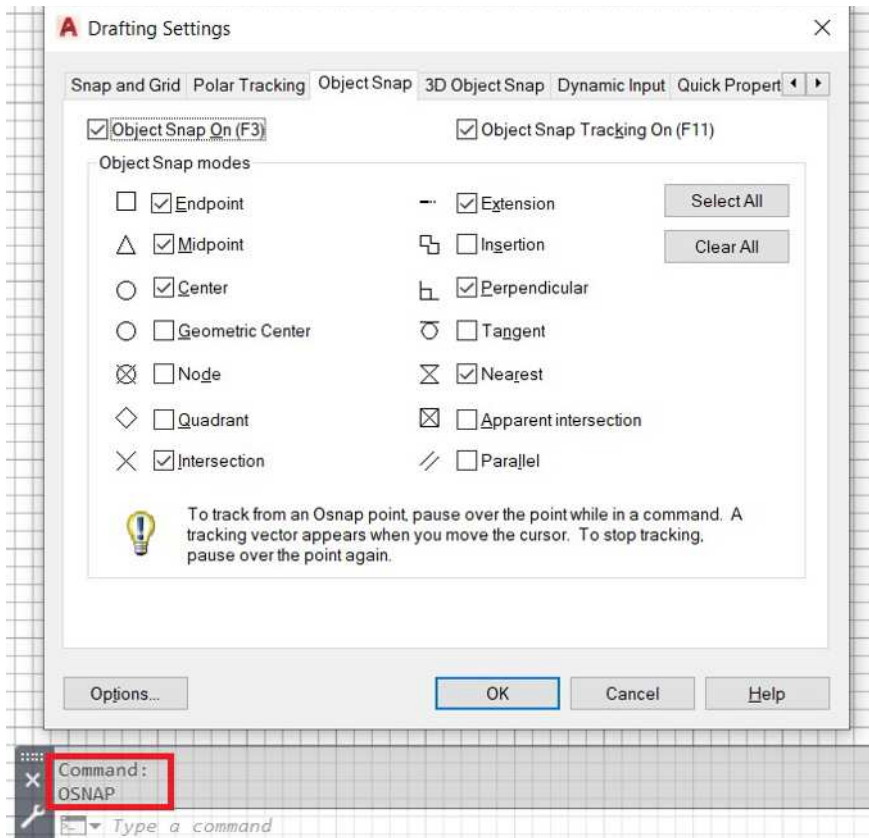 Drafting Settings
Snap and Grid Polar Tracking Object Snap 3D Object Snap Dynamic Input Quick Propert
Object Snap On (F3) Object Snap Tracking On (F11)
Object Snap modes
Endpoint Extension Select All
Midpoint Insertion Clear All
Center Perpendicular
Geometric Center Tangent
Node Nearest
Quadrant Apparent intersection
Intersection Parallel
To track from an Osnap point, pause over the point while in a command. A
tracking vector appears when you move the cursor. To stop tracking,
pause over the point again.
Options... OK Cancel Help
Command:
OSNAP
Type a command